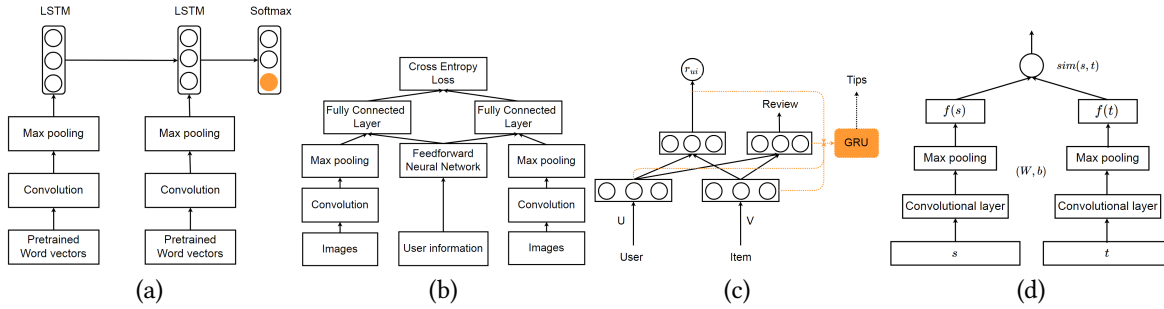 LSTM
LSTM
Softmax
Max pooling
Max pooling
Convolution
Convolution
Pretrained
Word vectors
Pretrained
Word vectors
(a)
Cross Entropy
Loss
Fully Connected
Layer
Fully Connected
Layer
Max pooling
Feedforward
Neural Network
Max pooling
Convolution
Convolution
Images
User information
Images
(b)
r_{ui}
Tips
Review
GRU
U
V
User
Item
(c)
sim(s, t)
f(s)
f(t)
Max pooling
Max pooling
(W, b)
Convolutional layer
Convolutional layer
s
t
(d)